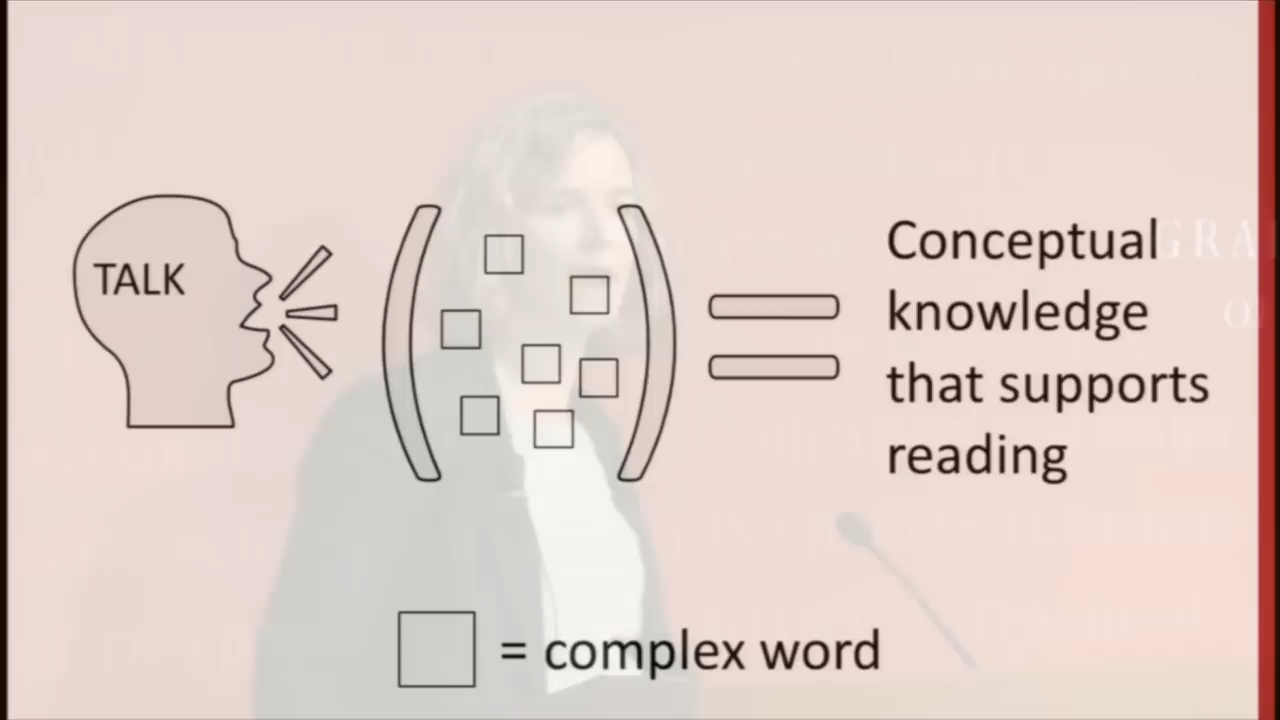 TALK
Conceptual
knowledge
that supports
reading
= complex word